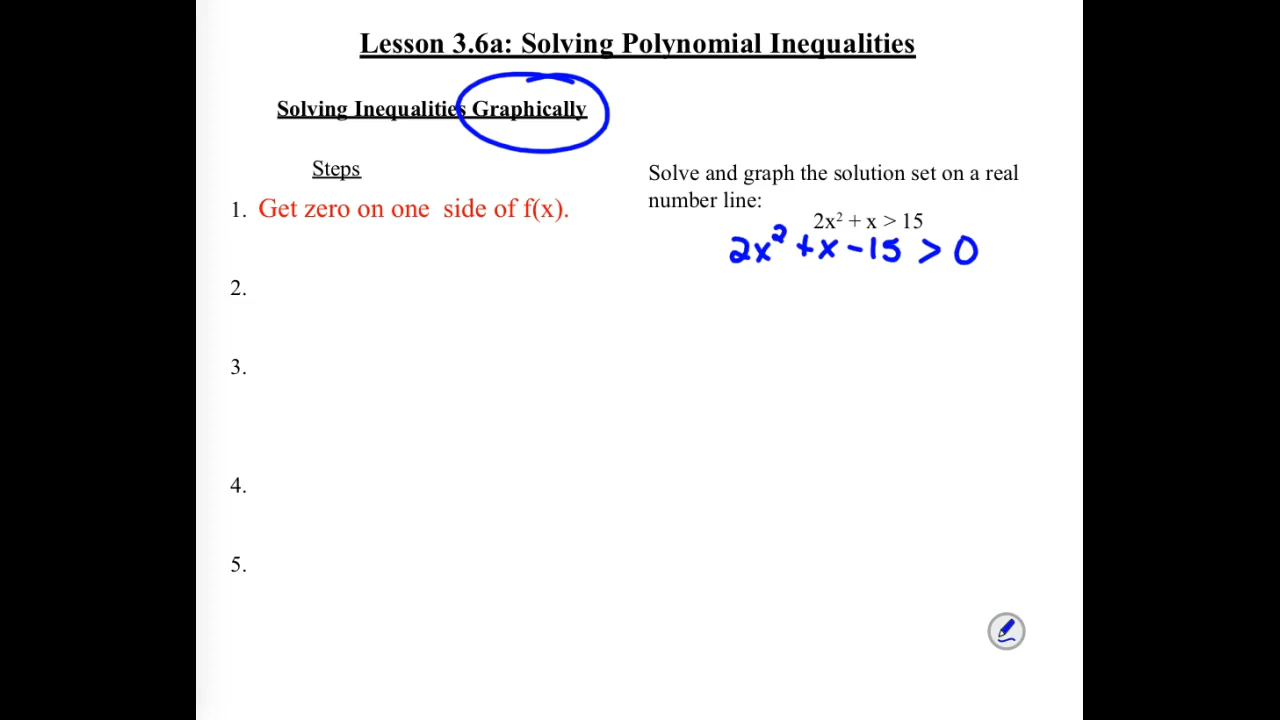 Lesson 3.6a: Solving Polynomial Inequalities
Solving Inequalities Graphically
Steps
1. Get zero on one side of f(x).
2.
3.
4.
5.
Solve and graph the solution set on a real
number line:
2x² + x > 15
2x² + x - 15 > 0